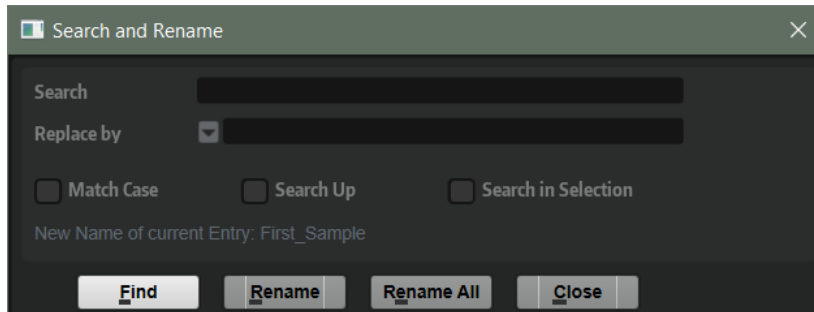 Search and Rename
Search
Replace by
Match Case Search Up Search in Selection
New Name of current Entry: First_Sample
Find Rename Rename All Close